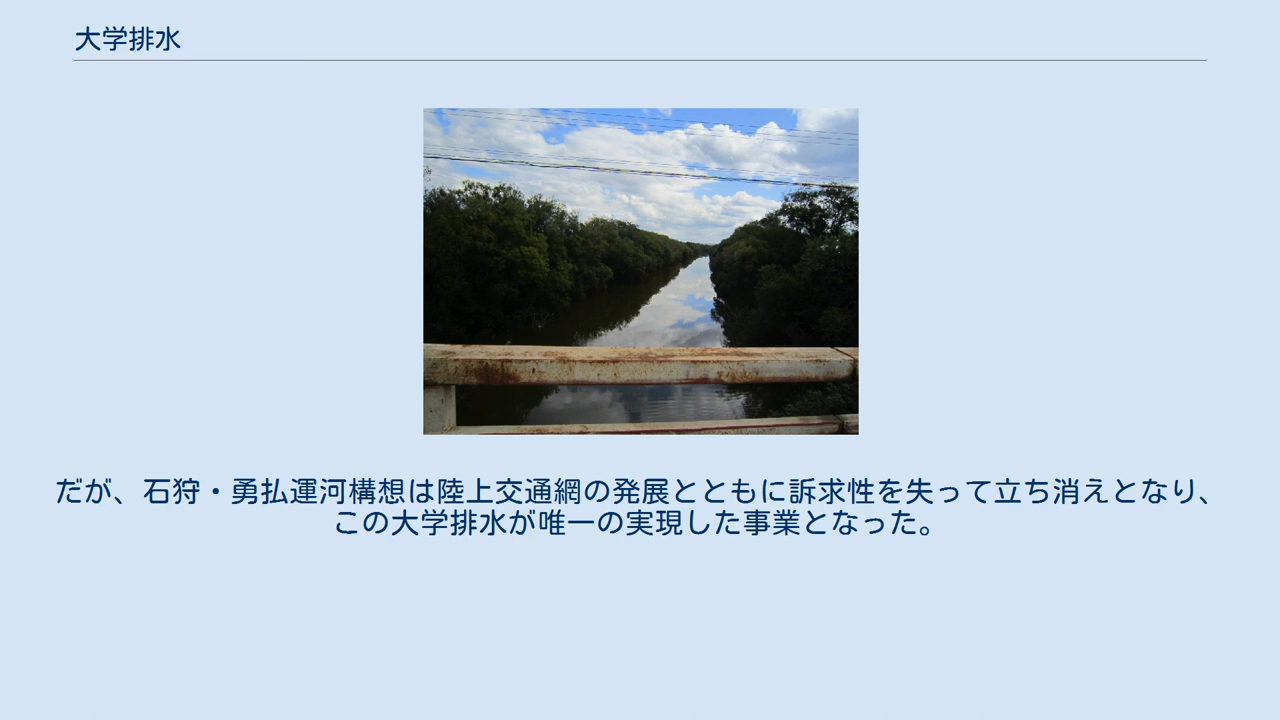 大学排水
だが、石狩・勇払運河構想は陸上交通網の発展とともに訴求性を失って立ち消えとなり、
この大学排水が唯一の実現した事業となった。